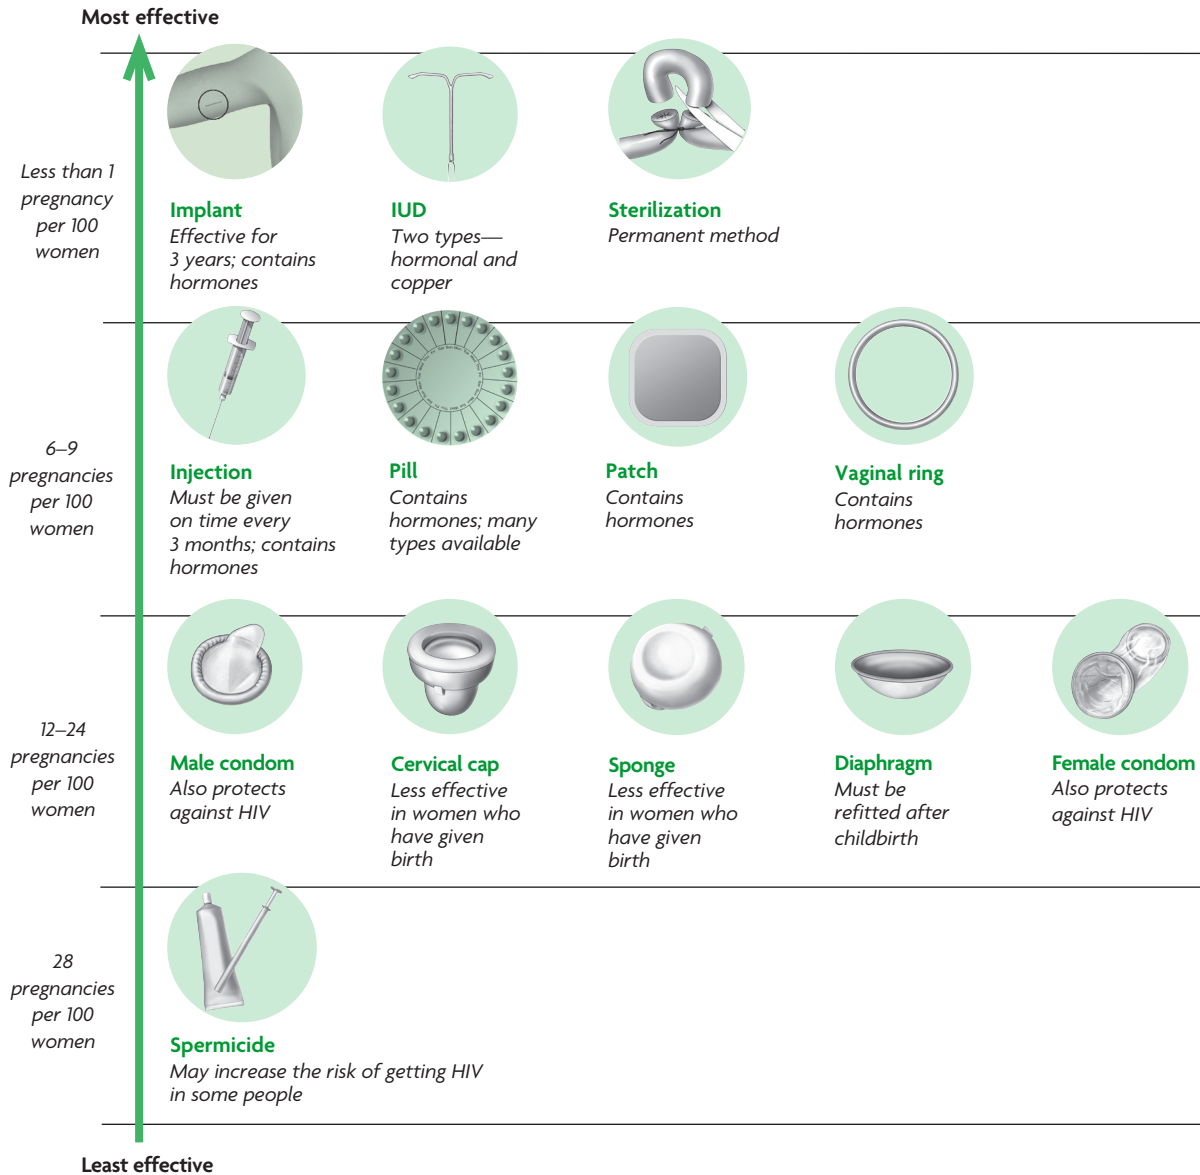 Most effective
Less than 1
pregnancy
per 100
women
Implant
Effective for
3 years; contains
hormones
IUD
Two types—
hormonal and
copper
Sterilization
Permanent method
6–9
pregnancies
per 100
women
Injection
Must be given
on time every
3 months; contains
hormones
Pill
Contains
hormones; many
types available
Patch
Contains
hormones
Vaginal ring
Contains
hormones
12–24
pregnancies
per 100
women
Male condom
Also protects
against HIV
Cervical cap
Less effective
in women who
have given
birth
Sponge
Less effective
in women who
have given
birth
Diaphragm
Must be
refitted after
childbirth
Female condom
Also protects
against HIV
28
pregnancies
per 100
women
Spermicide
May increase the risk of getting HIV
in some people
Least effective